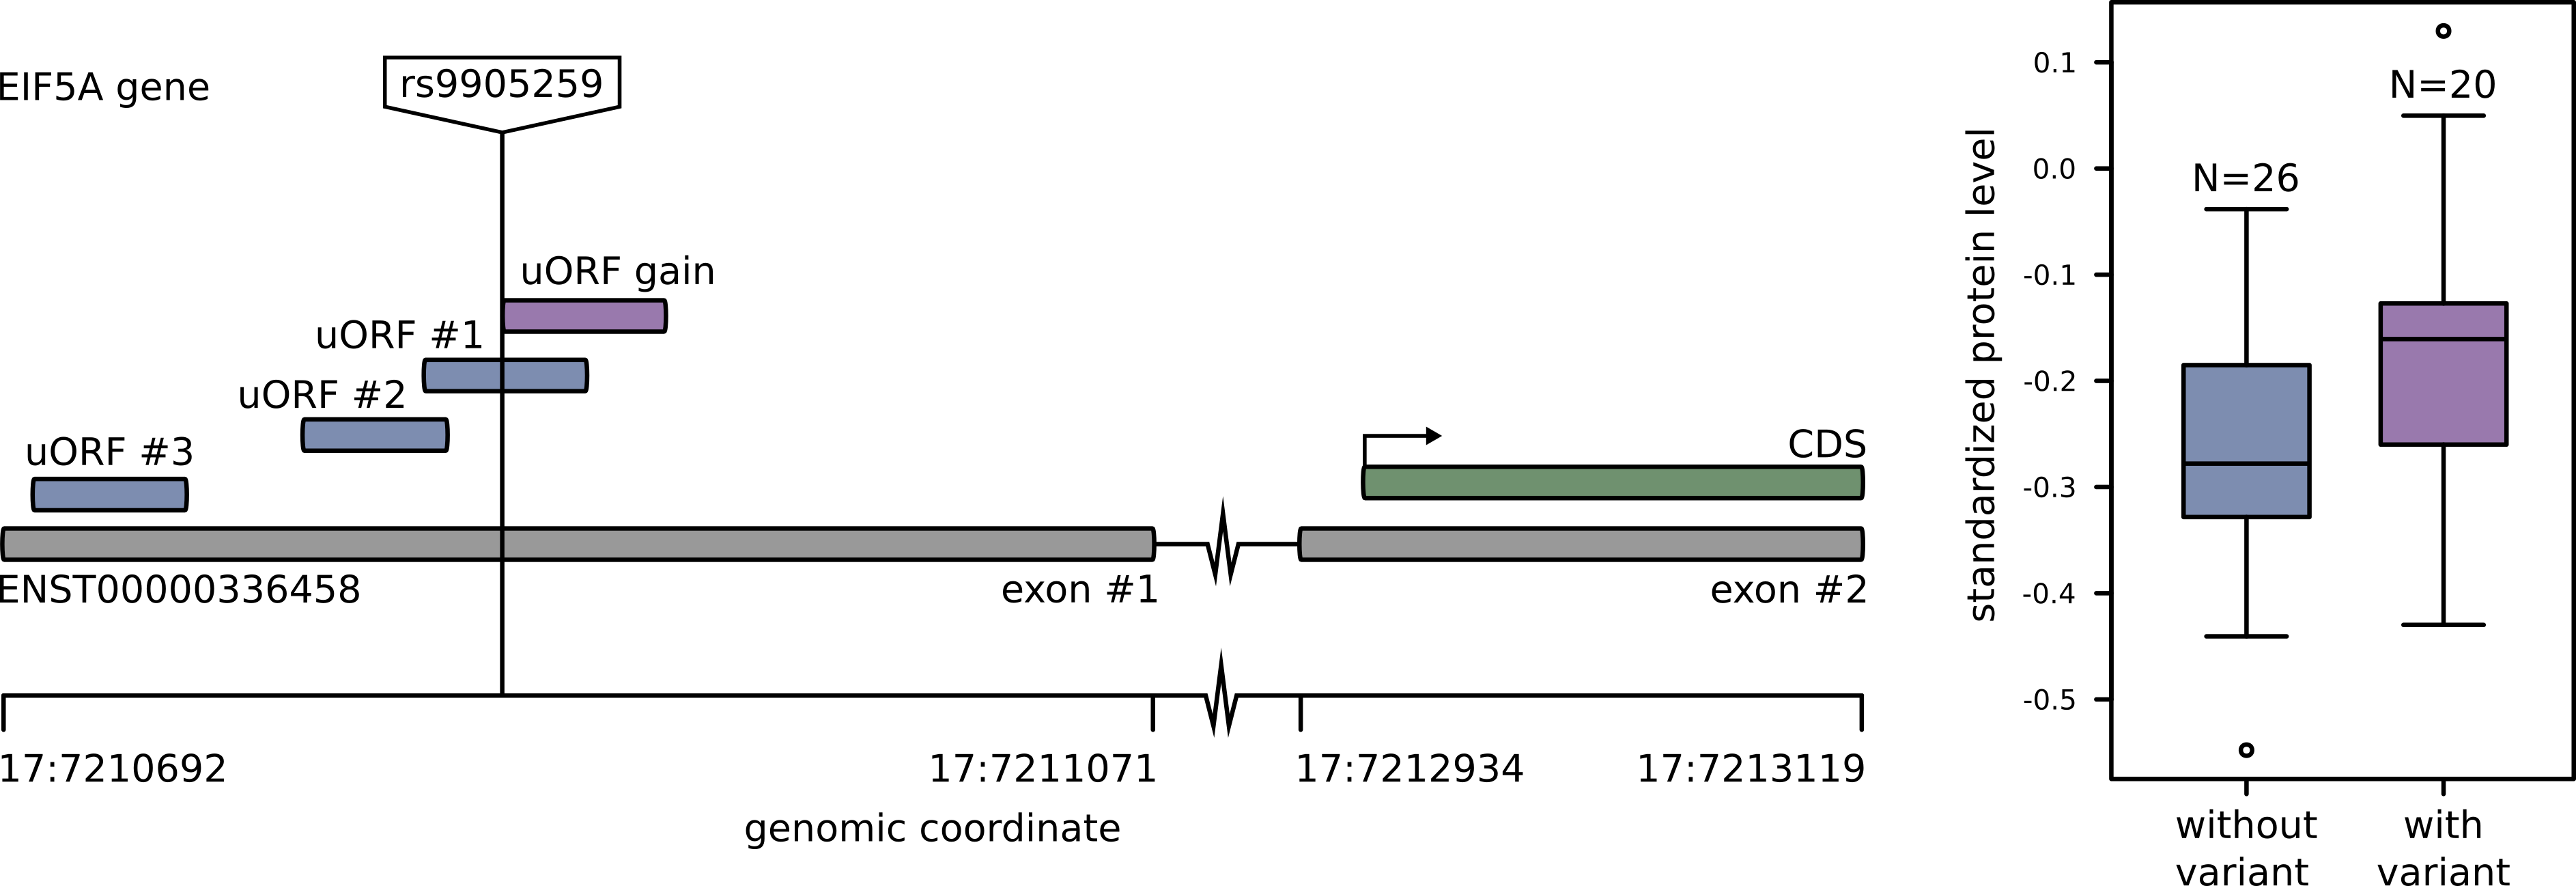 EIF5A gene
rs9905259
uORF gain
uORF #1
uORF #2
uORF #3
CDS
ENST00000336458
exon #1
exon #2
17:7210692
17:7211071
17:7212934
17:7213119
genomic coordinate
standardized protein level
0.1
0.0
-0.1
-0.2
-0.3
-0.4
-0.5
N=26
N=20
without
variant
with
variant